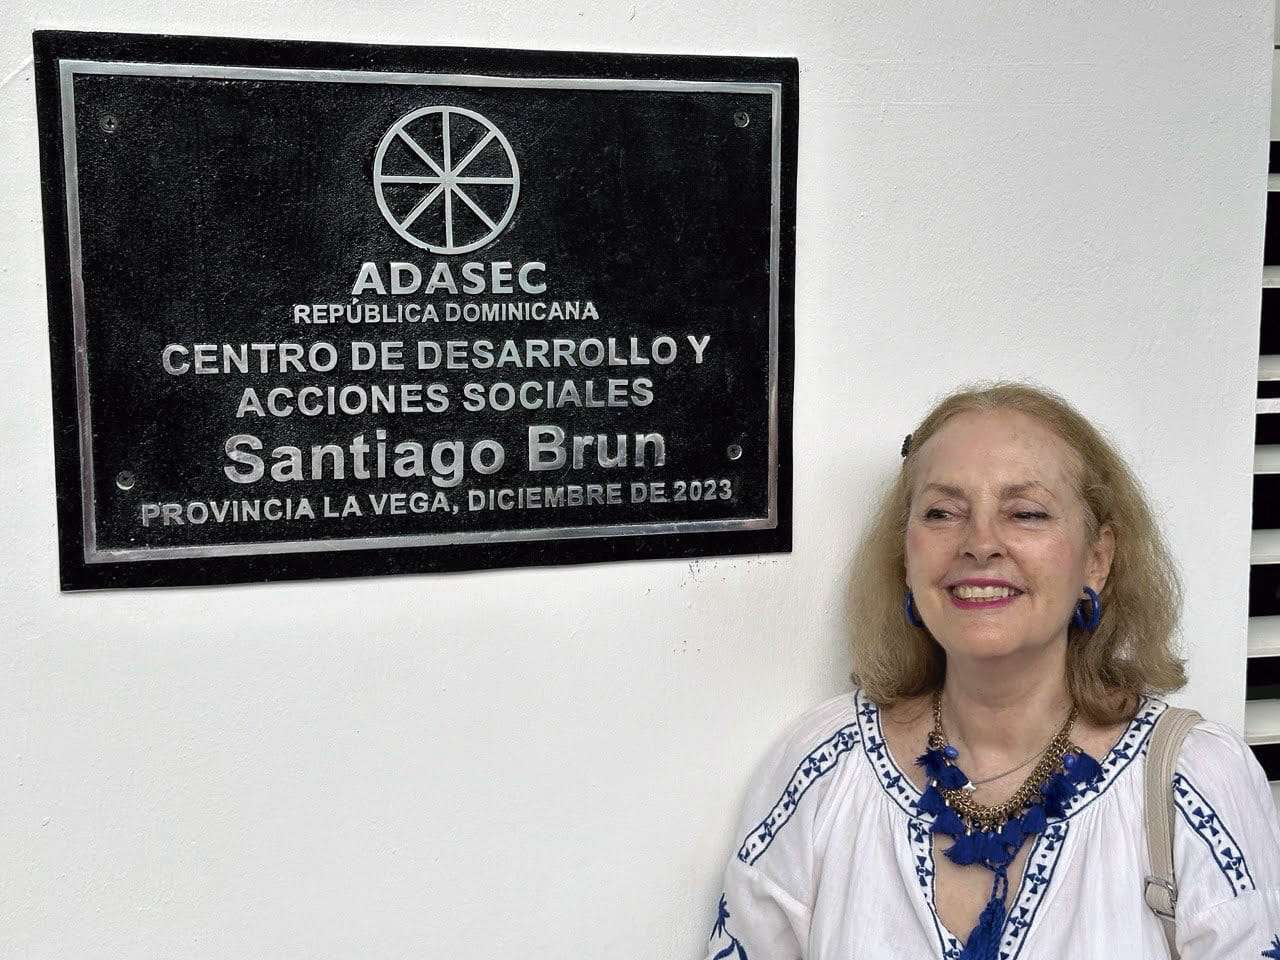 ADASEC
REPÚBLICA DOMINICANA
CENTRO DE DESARROLLO Y
ACCIONES SOCIALES
Santiago Brun
PROVINCIA LA VEGA, DICIEMBRE DE 2023